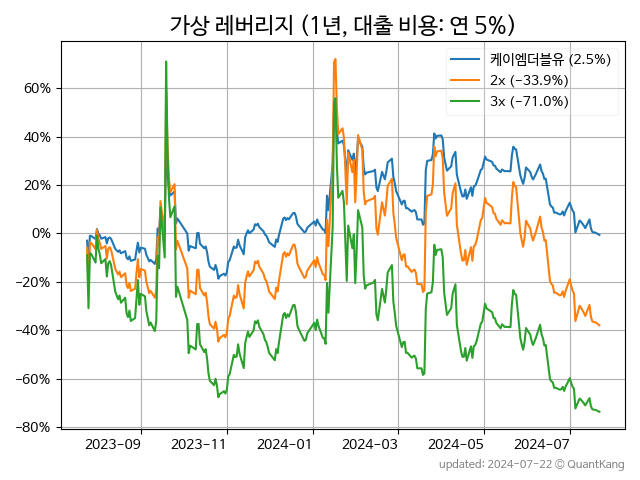 가상 레버리지 (1년, 대출 비용: 연 5%)
케이엠더블유 (2.5%)
2x (−33.9%)
3x (−71.0%)
60%
40%
20%
0%
−20%
−40%
−60%
−80%
2023-09
2023-11
2024-01
2024-03
2024-05
2024-07
updated: 2024-07-22 © QuantKang